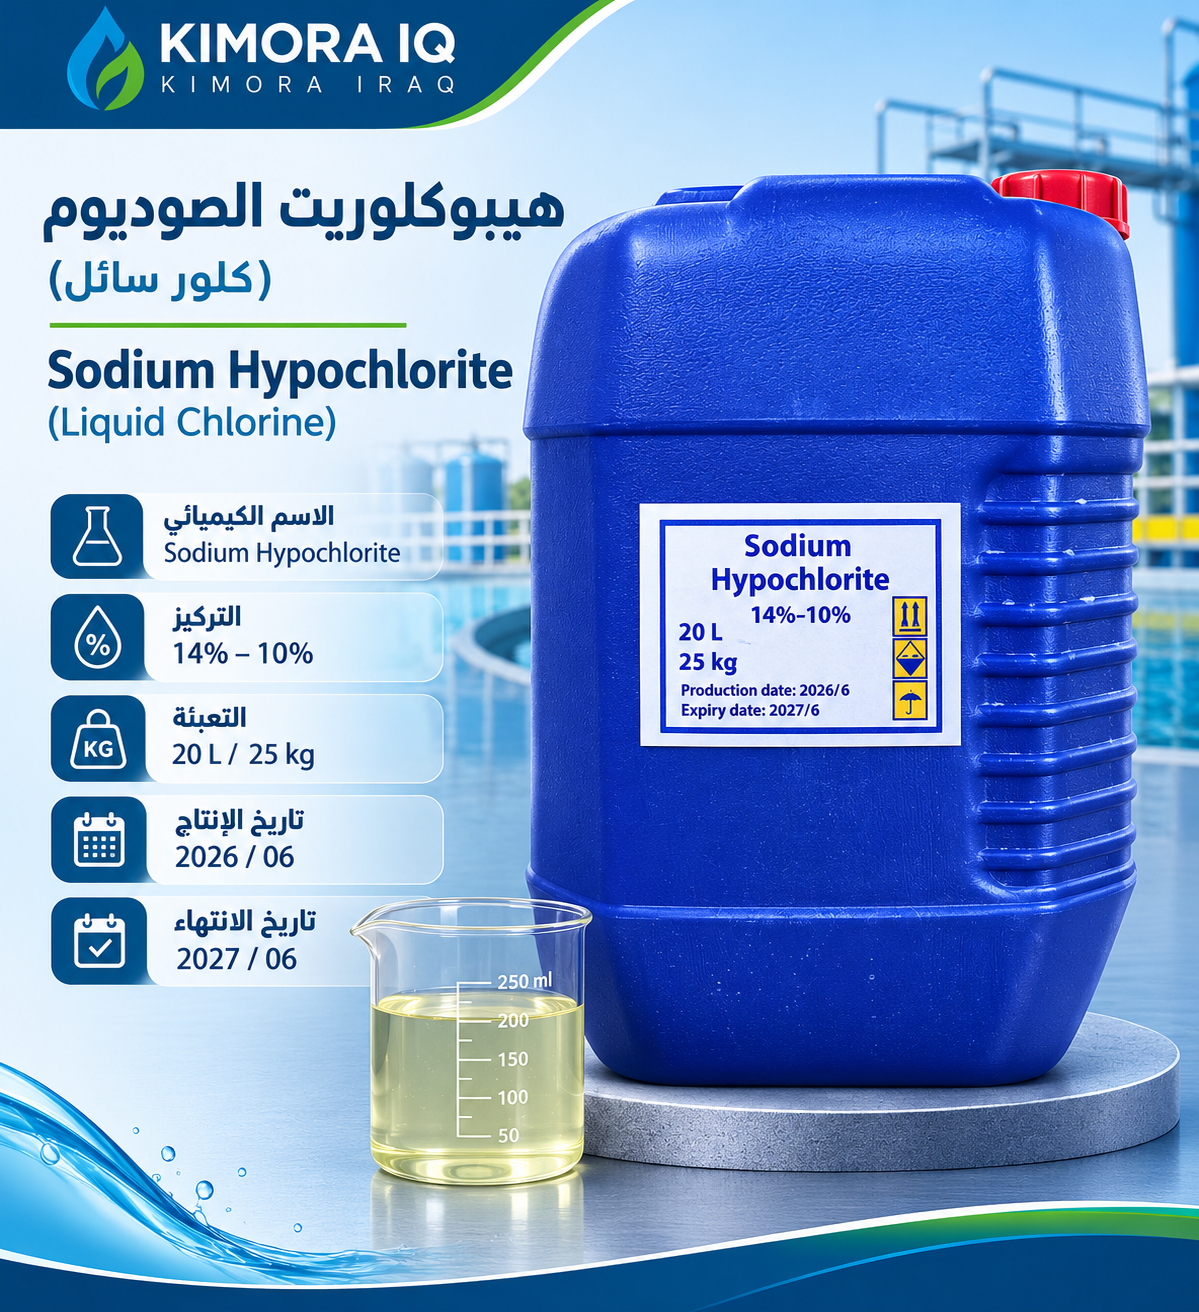 KIMORA IQ
KIMORA IRAQ
هيبوكلوريت الصوديوم
(كلور سائل)
Sodium Hypochlorite
(Liquid Chlorine)
الاسم الكيميائي
Sodium Hypochlorite
%
التركيز
14% – 10%
KG
التعبئة
20 L / 25 kg
تاريخ الإنتاج
2026 / 06
تاريخ الانتهاء
2027 / 06
Sodium
Hypochlorite
14%-10%
20 L
25 kg
Production date: 2026/6
Expiry date: 2027/6
250 ml
200
150
100
50